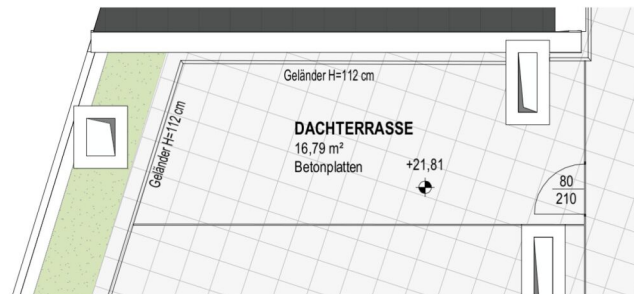 Geländer H=112 cm
Geländer H=112 cm
DACHTERRASSE
16,79 m²
Betonplatten
+21,81
80
210